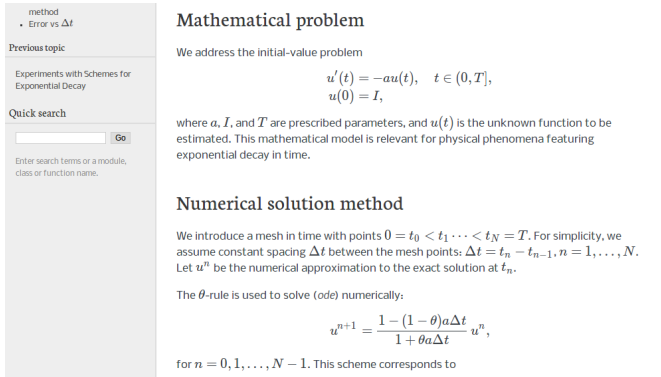 method
• Error vs Δt
Previous topic
Experiments with Schemes for
Exponential Decay
Quick search
Go
Enter search terms or a module,
class or function name.
Mathematical problem
We address the initial-value problem
u′(t) = −au(t), t ∈ (0, T],
u(0) = I,
where a, I, and T are prescribed parameters, and u(t) is the unknown function to be
estimated. This mathematical model is relevant for physical phenomena featuring
exponential decay in time.
Numerical solution method
We introduce a mesh in time with points 0 = t₀ < t₁ ⋯ < t_N = T. For simplicity, we
assume constant spacing Δt between the mesh points: Δt = tₙ − tₙ₋₁, n = 1, …, N.
Let uⁿ be the numerical approximation to the exact solution at tₙ.
The θ-rule is used to solve (ode) numerically:
uⁿ⁺¹ = (1 − (1 − θ)aΔt) / (1 + θaΔt) uⁿ,
for n = 0, 1, …, N − 1. This scheme corresponds to